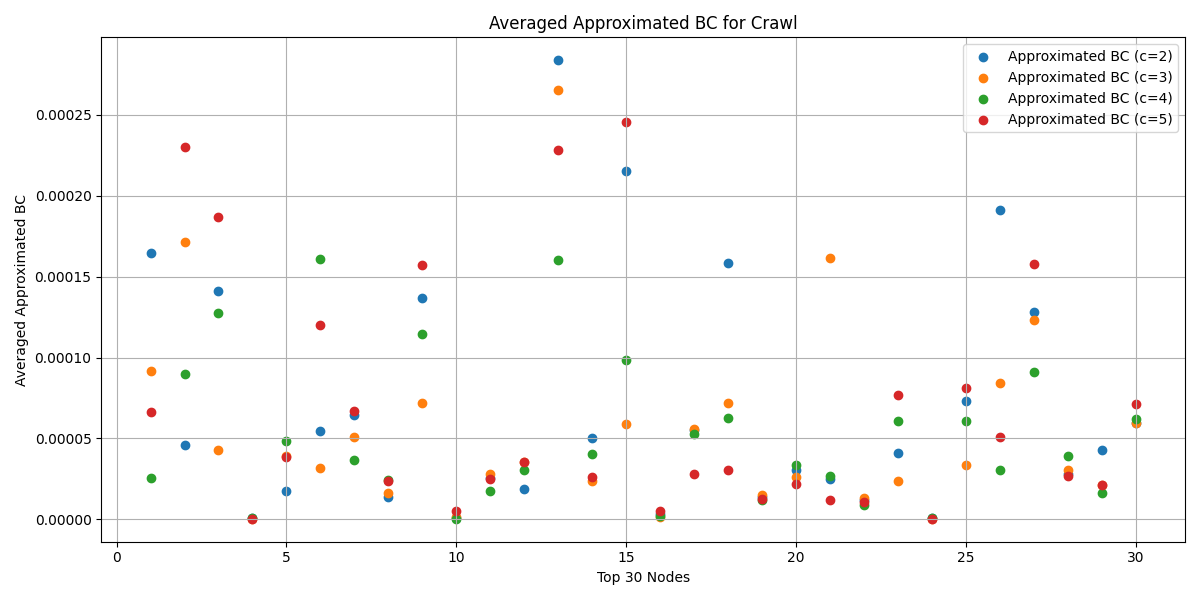 Averaged Approximated BC for Crawl
Approximated BC (c=2)
Approximated BC (c=3)
Approximated BC (c=4)
Approximated BC (c=5)
Averaged Approximated BC
0.00025
0.00020
0.00015
0.00010
0.00005
0.00000
0 5 10 15 20 25 30
Top 30 Nodes